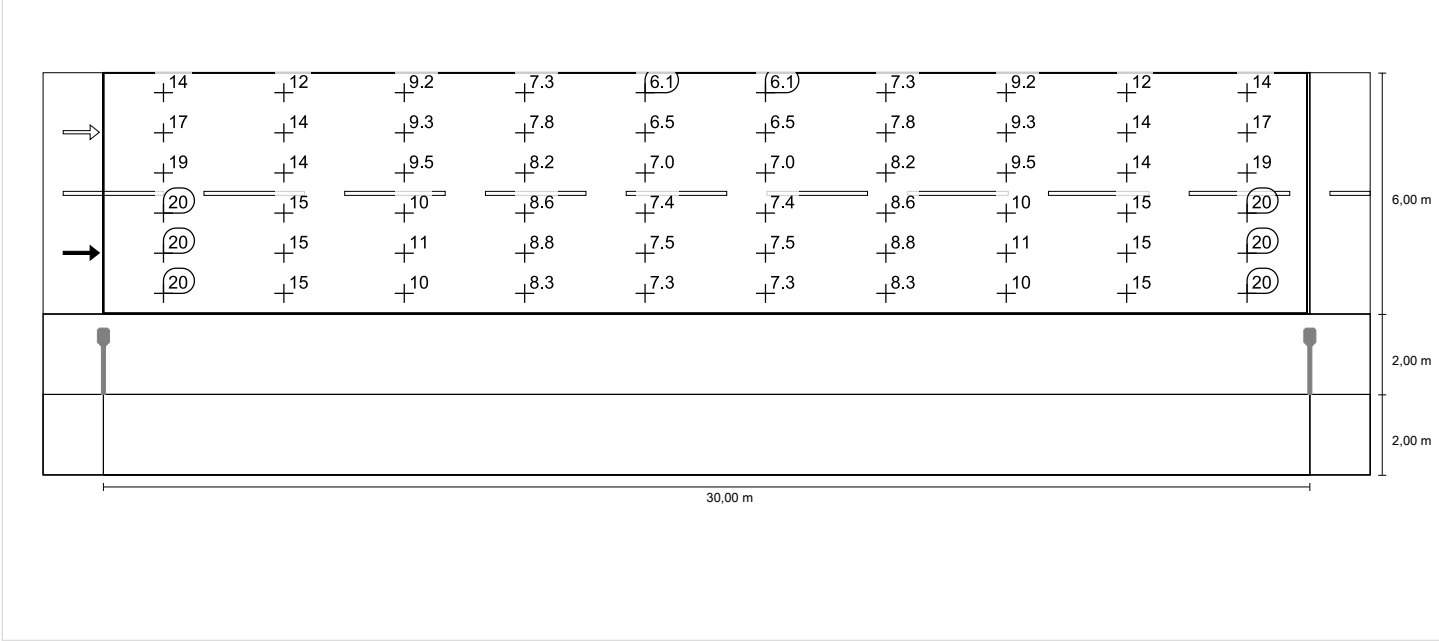 14 12 9.2 7.3 6.1 6.1 7.3 9.2 12 14
17 14 9.3 7.8 6.5 6.5 7.8 9.3 14 17
19 14 9.5 8.2 7.0 7.0 8.2 9.5 14 19
20 15 10 8.6 7.4 7.4 8.6 10 15 20
6,00 m
20 15 11 8.8 7.5 7.5 8.8 11 15 20
20 15 10 8.3 7.3 7.3 8.3 10 15 20
2,00 m
2,00 m
30,00 m